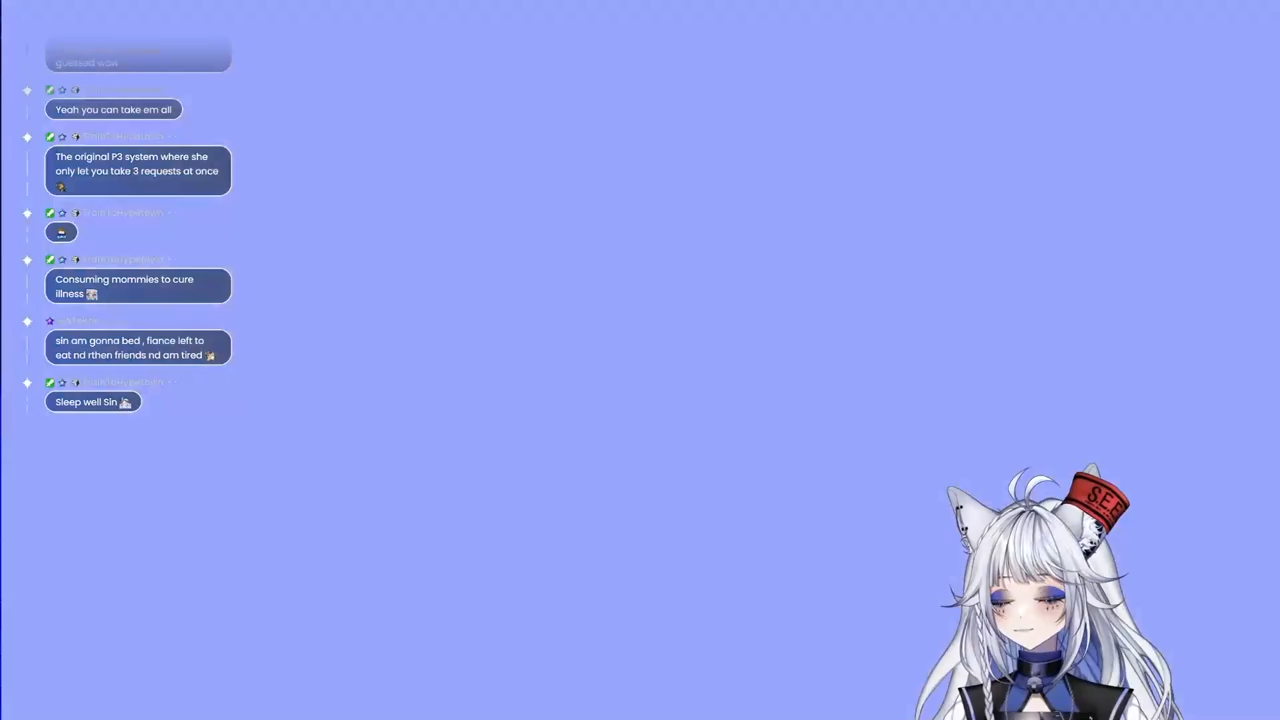 guessed wow
Yeah you can take em all
The original P3 system where she
only let you take 3 requests at once
Consuming mommies to cure
illness
sin am gonna bed , fiance left to
eat nd rthen friends nd am tired
Sleep well Sin
S.E.E